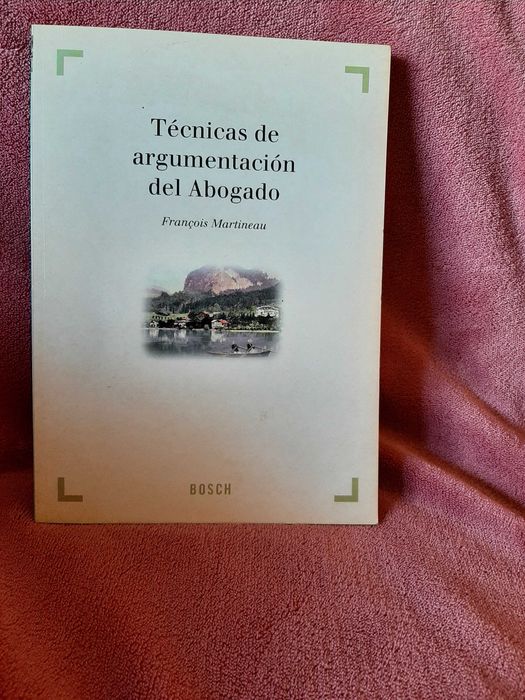 Técnicas de
argumentación
del Abogado
François Martineau
BOSCH